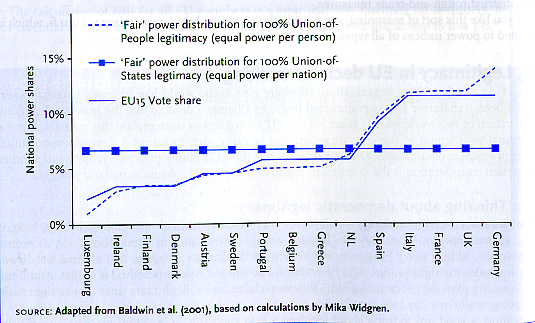 'Fair' power distribution for 100% Union-of-
People legitimacy (equal power per person)
'Fair' power distribution for 100% Union-of-
States legtimacy (equal power per nation)
EU15 Vote share
National power shares
15%
10%
5%
0%
Luxembourg
Ireland
Finland
Denmark
Austria
Sweden
Portugal
Belgium
Greece
NL
Spain
Italy
France
UK
Germany
SOURCE: Adapted from Baldwin et al. (2001), based on calculations by Mika Widgren.